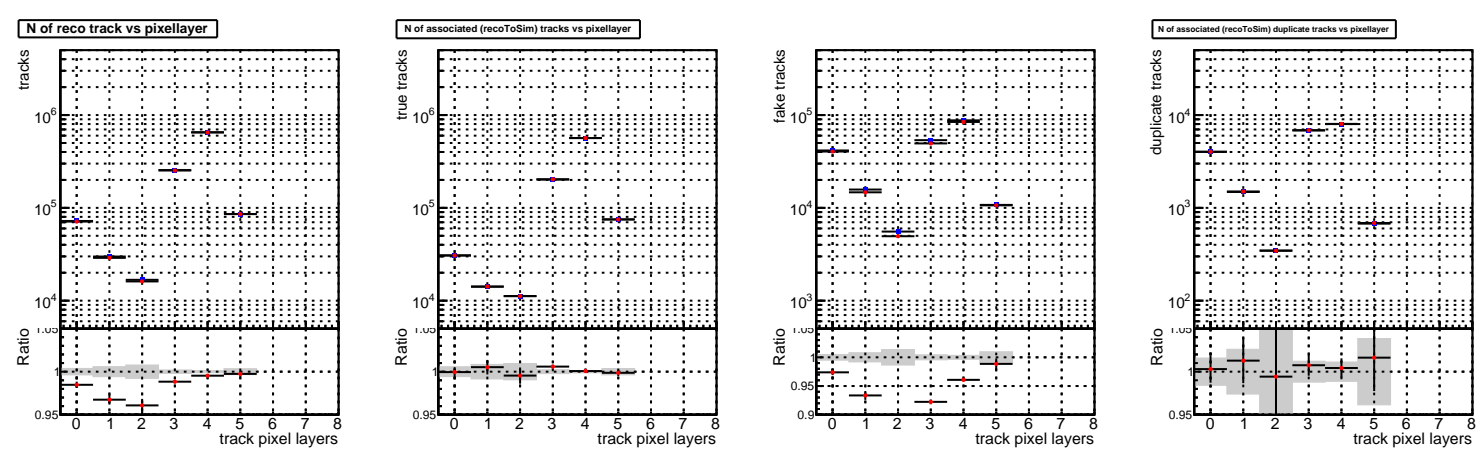 N of reco track vs pixellayer
tracks
10^6
10^5
10^4
Ratio
1.05
1
0.95
0 1 2 3 4 5 6 7 8
track pixel layers
N of associated (recoToSim) tracks vs pixellayer
true tracks
10^6
10^5
10^4
Ratio
1.05
1
0.95
0 1 2 3 4 5 6 7 8
track pixel layers
fake tracks
10^5
10^4
10^3
Ratio
1.05
1
0.95
0.9
0 1 2 3 4 5 6 7 8
track pixel layers
N of associated (recoToSim) duplicate tracks vs pixellayer
duplicate tracks
10^4
10^3
10^2
Ratio
1.05
1
0.95
0 1 2 3 4 5 6 7 8
track pixel layers